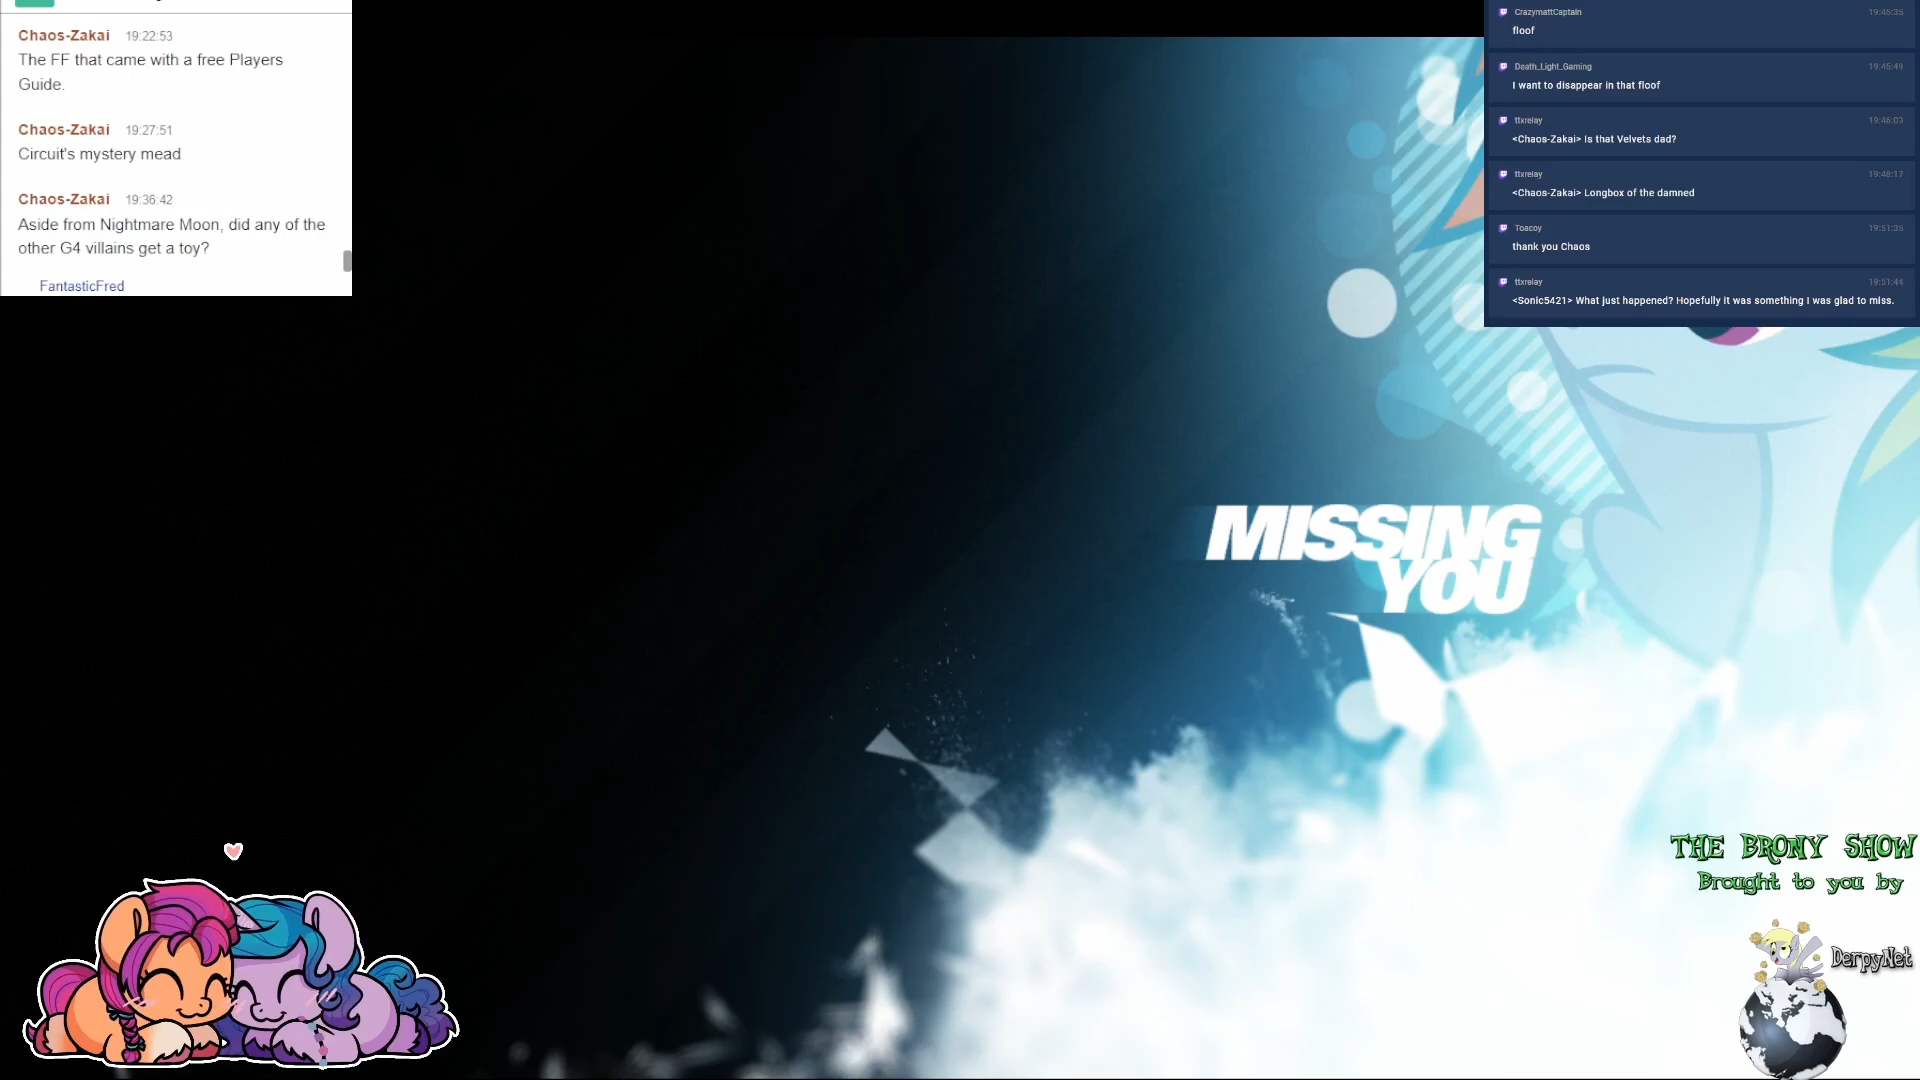 Chaos-Zakai 19:22:53
The FF that came with a free Players
Guide.
Chaos-Zakai 19:27:51
Circuit's mystery mead
Chaos-Zakai 19:36:42
Aside from Nightmare Moon, did any of the
other G4 villains get a toy?
FantasticFred
CrazymattCaptain 19:45:36
floof
Death_Light_Gaming 19:45:49
I want to disappear in that floof
ttxrelay 19:46:03
<Chaos-Zakai> Is that Velvets dad?
ttxrelay 19:48:17
<Chaos-Zakai> Longbox of the damned
Toacoy 19:51:35
thank you Chaos
ttxrelay 19:51:44
<Sonic5421> What just happened? Hopefully it was something I was glad to miss.
MISSING
YOU
THE BRONY SHOW
Brought to you by
DerpyNet